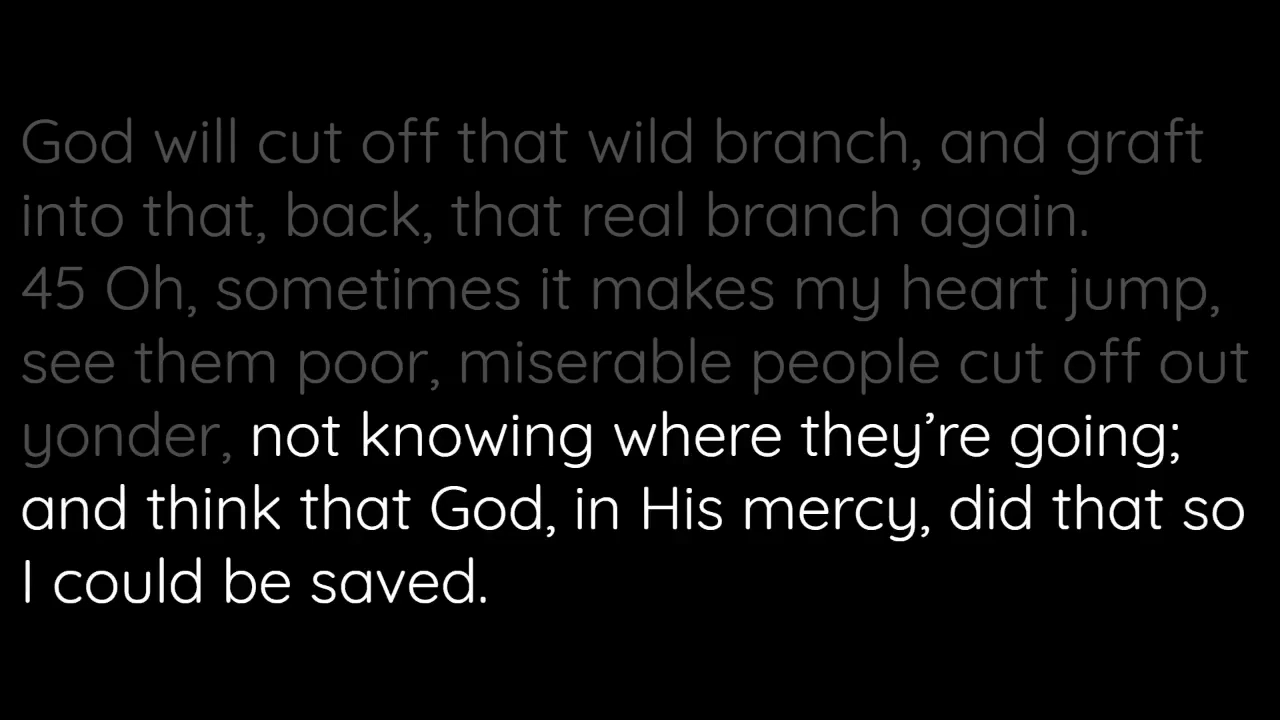 God will cut off that wild branch, and graft
into that, back, that real branch again.
45 Oh, sometimes it makes my heart jump,
see them poor, miserable people cut off out
yonder, not knowing where they’re going;
and think that God, in His mercy, did that so
I could be saved.